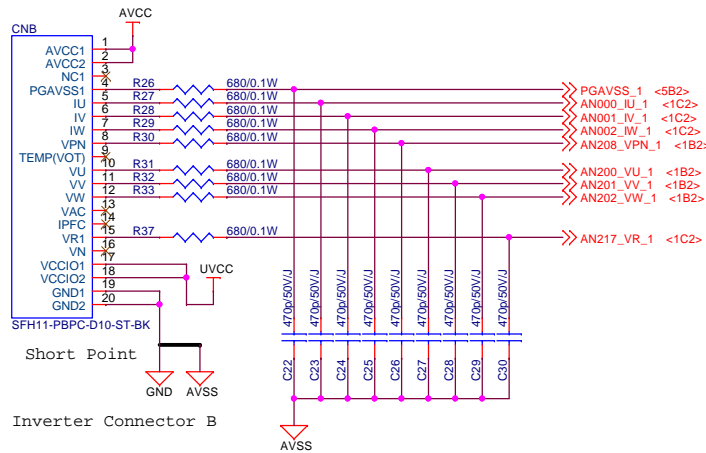 AVCC
CNB
AVCC1 1
AVCC2 2
NC1 3
PGAVSS1 4 R26 680/0.1W PGAVSS_1 <5B2>
IU 5 R27 680/0.1W AN000_IU_1 <1C2>
IV 6 R28 680/0.1W AN001_IV_1 <1C2>
IW 7 R29 680/0.1W AN002_IW_1 <1C2>
VPN 8 R30 680/0.1W AN208_VPN_1 <1B2>
TEMP(VOT) 9
VU 10 R31 680/0.1W AN200_VU_1 <1B2>
VV 11 R32 680/0.1W AN201_VV_1 <1B2>
VW 12 R33 680/0.1W AN202_VW_1 <1B2>
VAC 13
IPFC 14
VR1 15 R37 680/0.1W AN217_VR_1 <1C2>
VN 16
VCCIO1 17
VCCIO2 18 UVCC
GND1 19
GND2 20
SFH11-PBPC-D10-ST-BK
470p/50V/J 470p/50V/J 470p/50V/J 470p/50V/J 470p/50V/J 470p/50V/J 470p/50V/J 470p/50V/J 470p/50V/J
Short Point
C22 C23 C24 C25 C26 C27 C28 C29 C30
GND AVSS
Inverter Connector B
AVSS